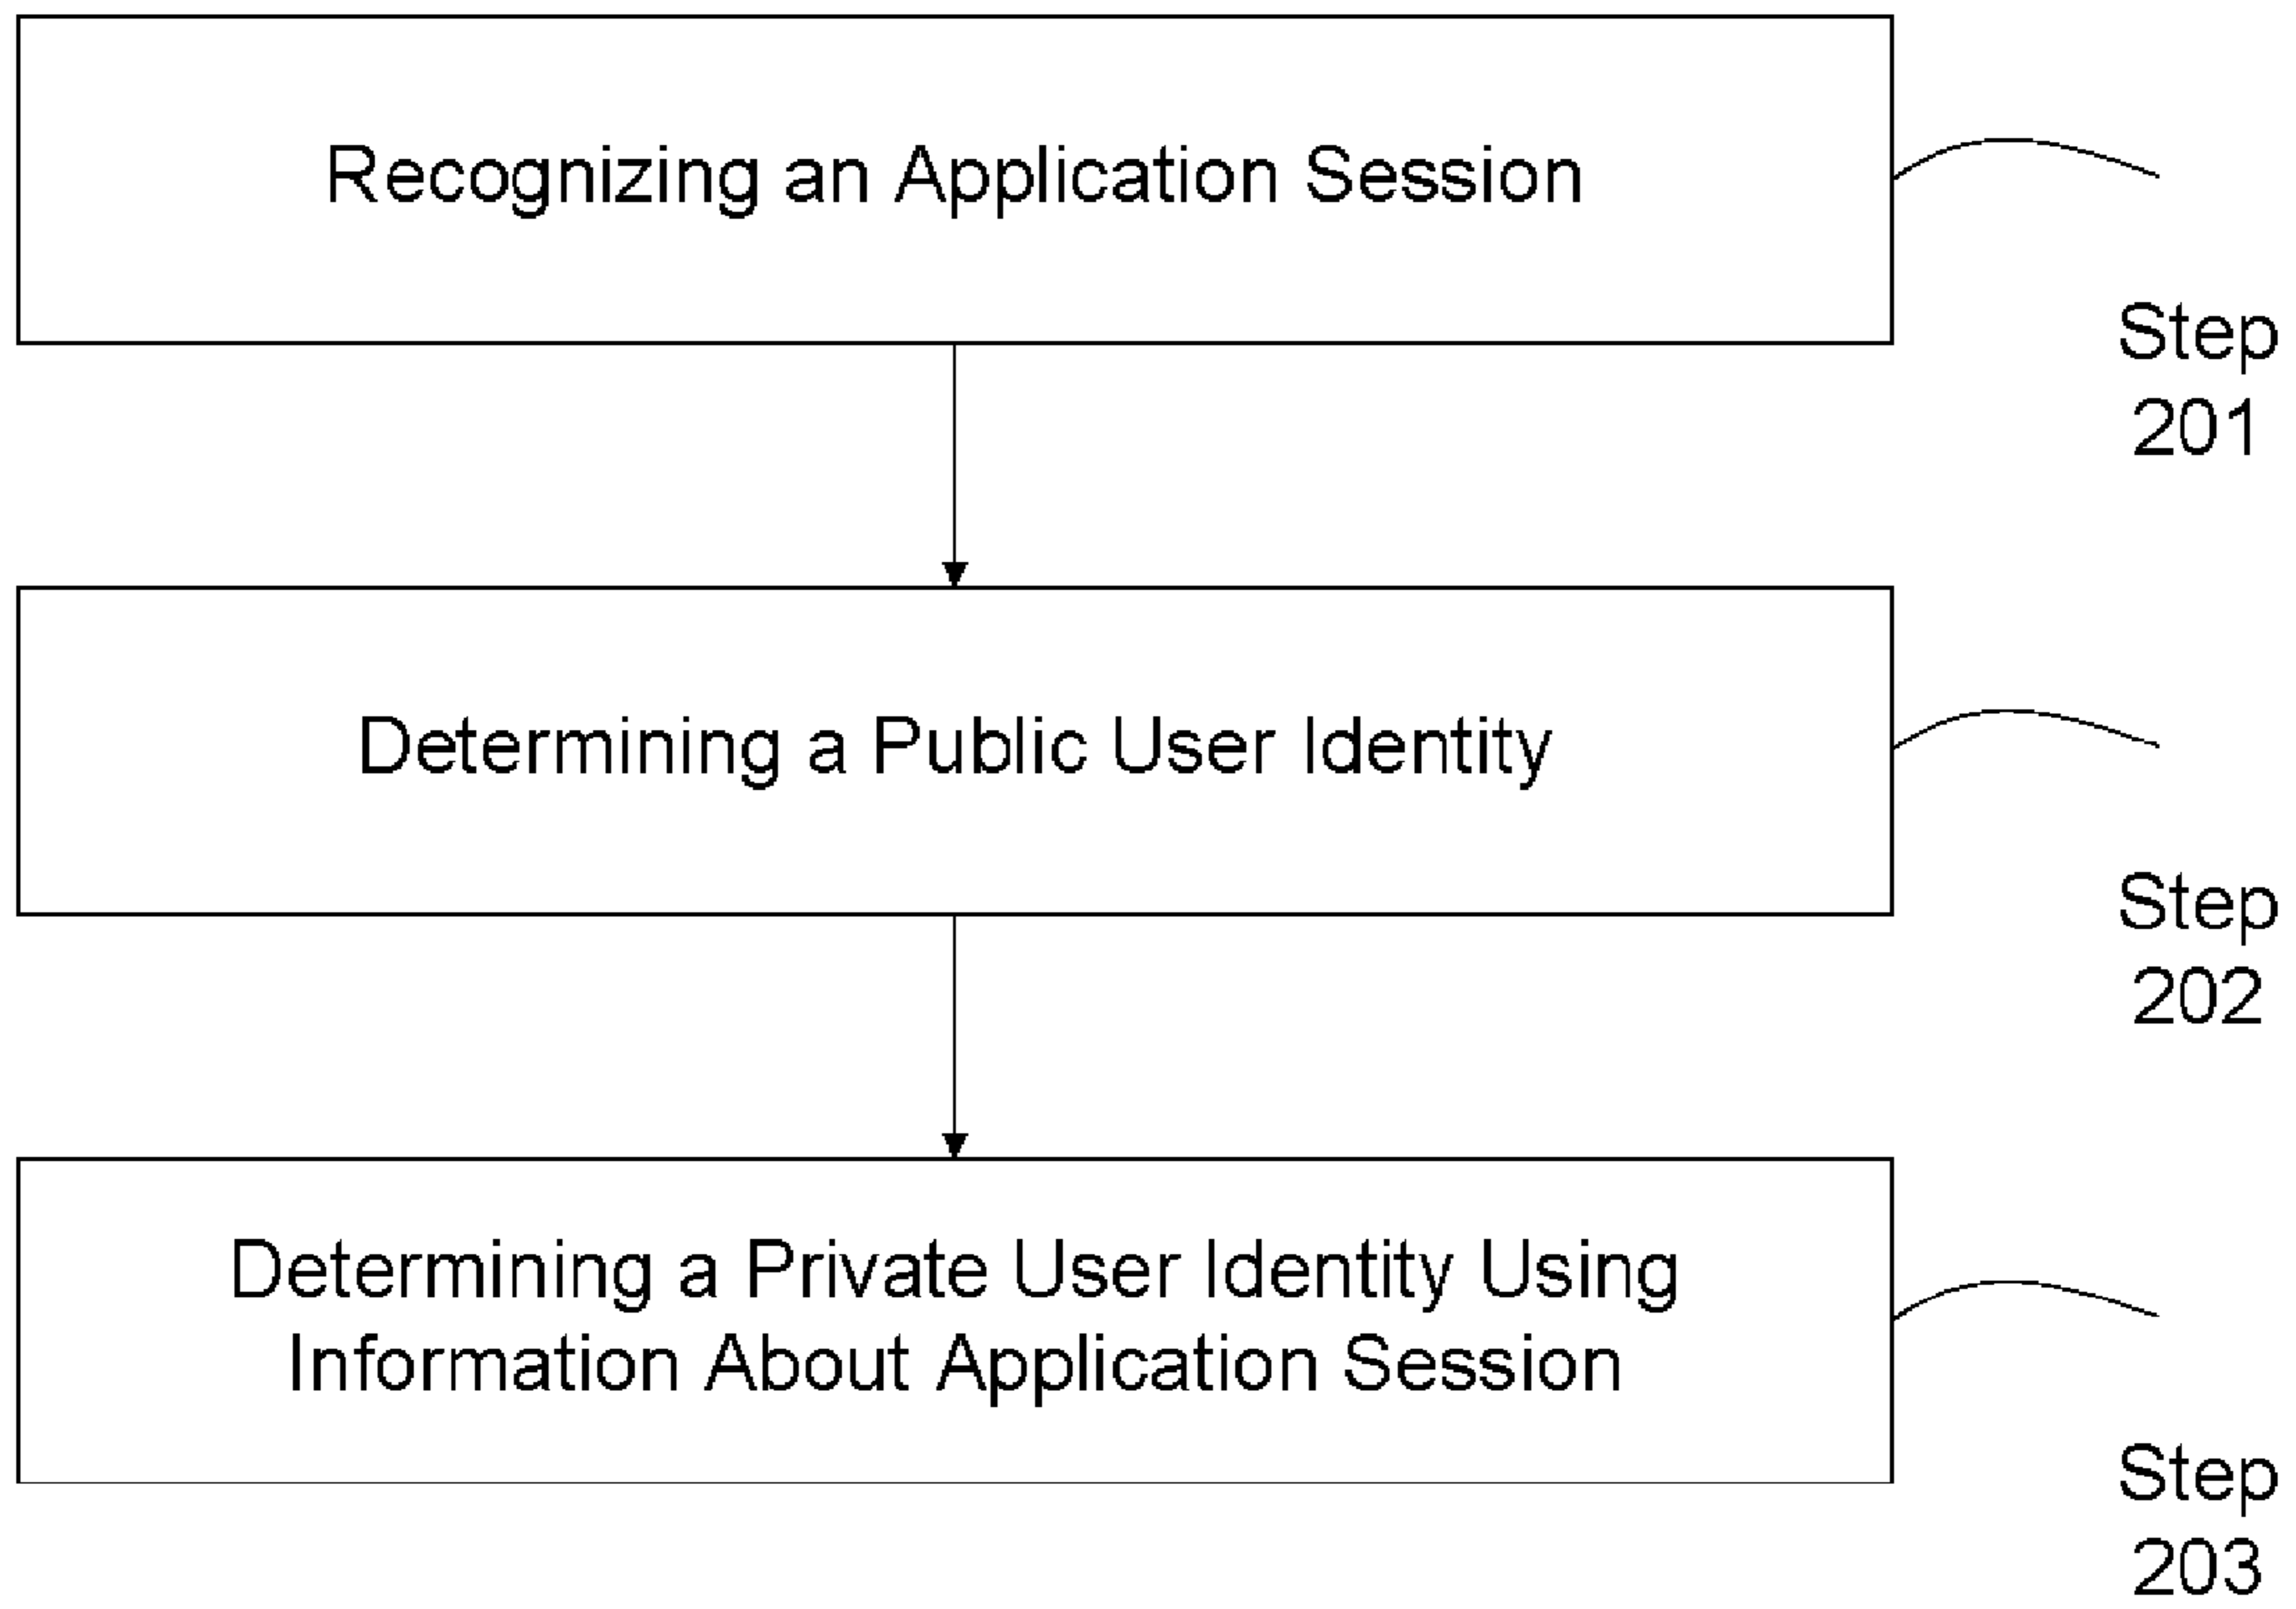 Recognizing an Application Session
Step
201
Determining a Public User Identity
Step
202
Determining a Private User Identity Using
Information About Application Session
Step
203